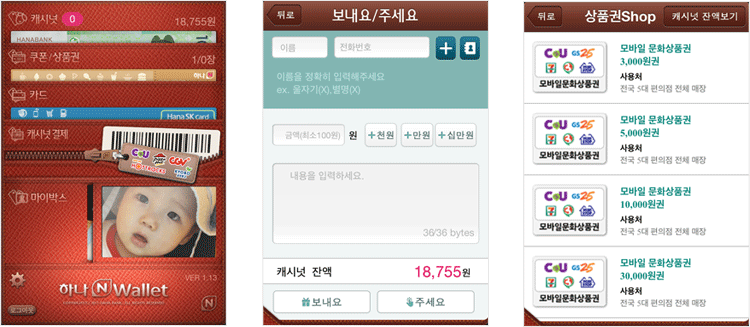 캐시넛 0 18,755원
HANABANK
쿠폰/상품권 1/0장
하나N
카드
Hana SK card
캐시넛결제
CU
CGV
마이박스
VER 1.13
하나 N Wallet
로그아웃
N
뒤로 보내요/주세요
이름 전화번호 +
이름을 정확히 입력해주세요
ex. 울자기(X),별명(X)
금액(최소100원) 원 +천원 +만원 +십만원
내용을 입력하세요.
36/36 bytes
캐시넛 잔액 18,755원
보내요 주세요
뒤로 상품권Shop 캐시넛 잔액보기
CU GS25
7
모바일문화상품권
모바일 문화상품권
3,000원권
사용처
전국 5대 편의점 전체 매장
CU GS25
7
모바일문화상품권
모바일 문화상품권
5,000원권
사용처
전국 5대 편의점 전체 매장
CU GS25
7
모바일문화상품권
모바일 문화상품권
10,000원권
사용처
전국 5대 편의점 전체 매장
CU GS25
7
모바일문화상품권
모바일 문화상품권
30,000원권
사용처
전국 5대 편의점 전체 매장